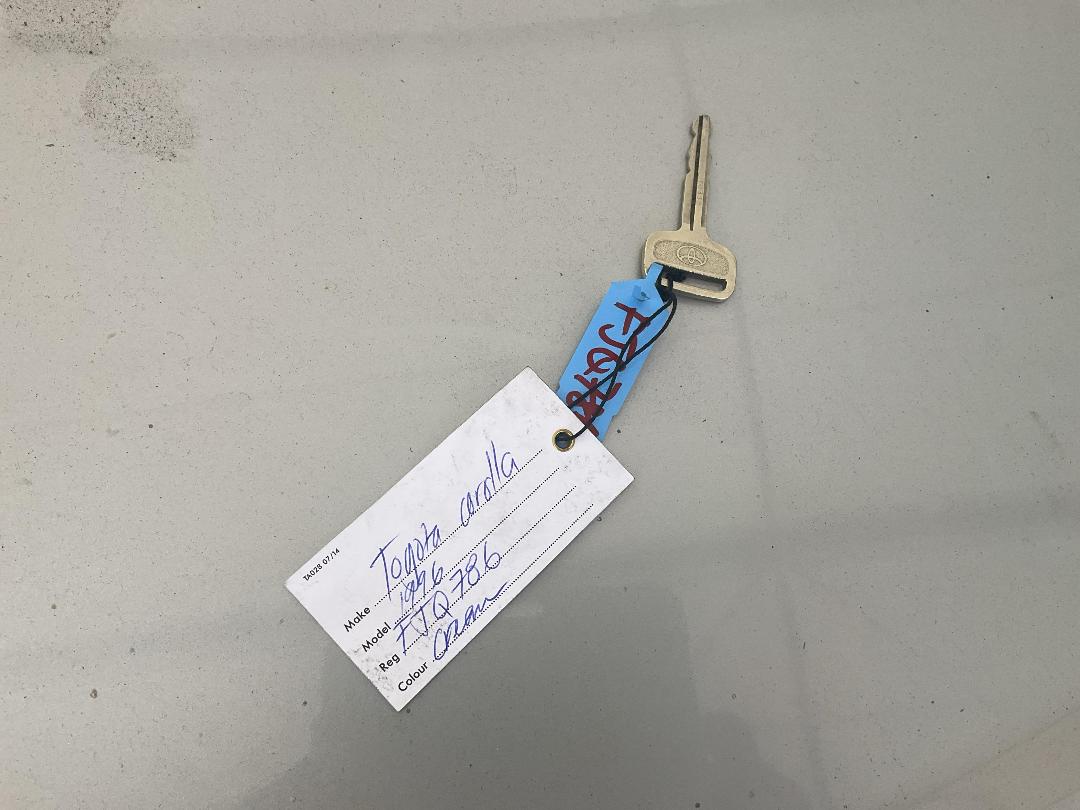 FJQ786
TA028 07/14
Make Toyota corolla
Model 1996
Reg FJQ786
Colour Cream